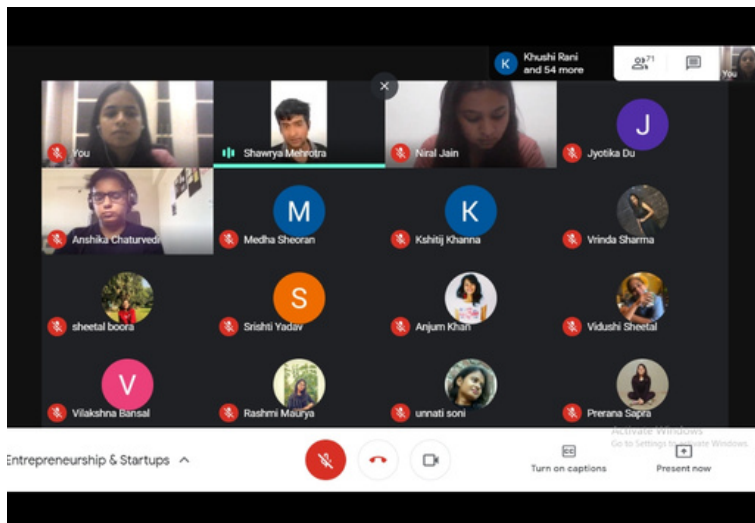 K
Khushi Rani
and 54 more
71
You
You
Shawrya Mehrotra
Niral Jain
J
Jyotika Du
Anshika Chaturvedi
M
Medha Sheoran
K
Kshitij Khanna
Vrinda Sharma
sheetal boora
S
Srishti Yadav
Anjum Khan
Vidushi Sheetal
V
Vilakshna Bansal
Rashmi Maurya
unnati soni
Prerana Sapra
Activate Windows
Go to Settings to activate Windows.
Entrepreneurship & Startups
CC
Turn on captions
Present now